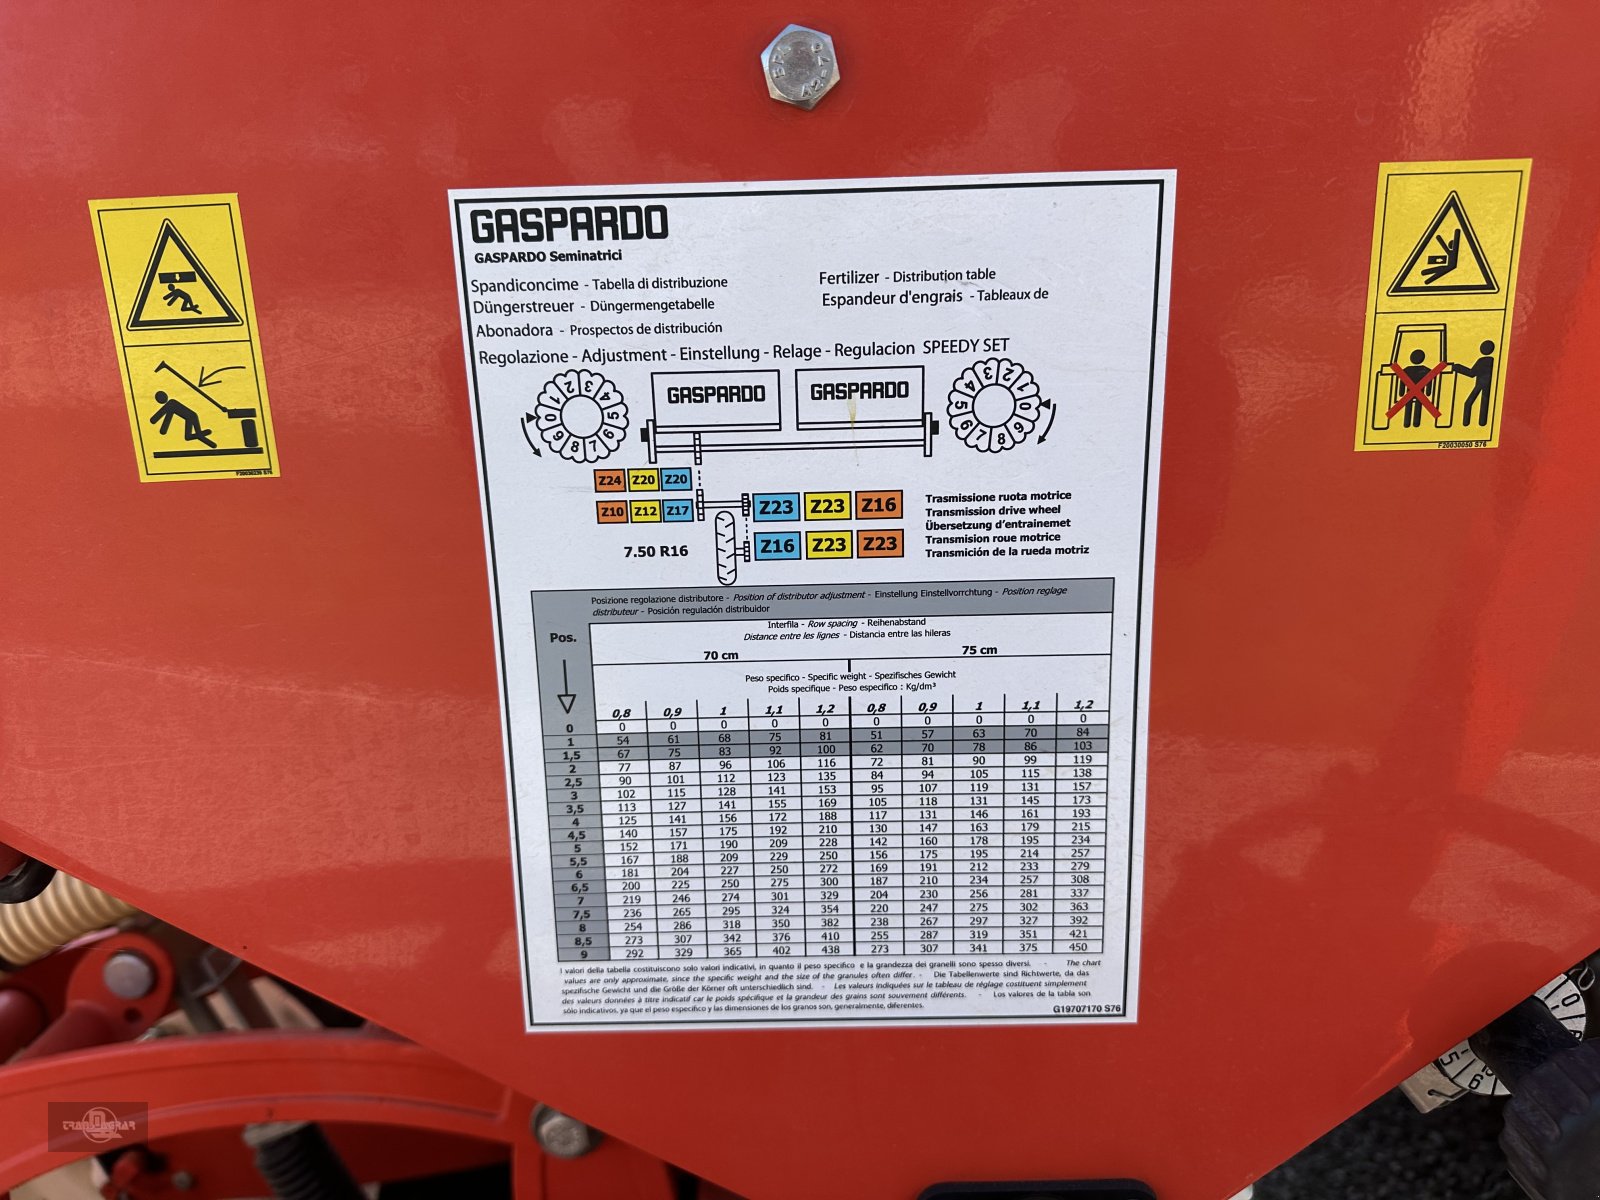 GASPARDO
GASPARDO Seminatrici
Spandiconcime - Tabella di distribuzione
Düngerstreuer - Düngermengetabelle
Abonadora - Prospectos de distribución
Fertilizer - Distribution table
Espandeur d'engrais - Tableaux de
Regolazione - Adjustment - Einstellung - Relage - Regulacion SPEEDY SET
GASPARDO GASPARDO
Z24 Z20 Z20
Z10 Z12 Z17
Z23 Z23 Z16
Z16 Z23 Z23
7.50 R16
Trasmissione ruota motrice
Transmission drive wheel
Übersetzung d'entrainemet
Transmision roue motrice
Transmición de la rueda motriz
Posizione regolazione distributore - Position of distributor adjustment - Einstellung Einstellvorrchtung - Position reglage
distributeur - Posición regulación distribuidor
Pos.
Interfila - Row spacing - Reihenabstand
Distance entre les lignes - Distancia entre las hileras
70 cm 75 cm
Peso specifico - Specific weight - Spezifisches Gewicht
Poids specifique - Peso especifico : Kg/dm³
0,8 0,9 1 1,1 1,2 0,8 0,9 1 1,1 1,2
0 0 0 0 0 0 0 0 0 0 0
1 54 61 68 75 81 51 57 63 70 84
1,5 67 75 83 92 100 62 70 78 86 103
2 77 87 96 106 116 72 81 90 99 119
2,5 90 101 112 123 135 84 94 105 115 138
3 102 115 128 141 153 95 107 119 131 157
3,5 113 127 141 155 169 105 118 131 145 173
4 125 141 156 172 188 117 131 146 161 193
4,5 140 157 175 192 210 130 147 163 179 215
5 152 171 190 209 228 142 160 178 195 234
5,5 167 188 209 229 250 156 175 195 214 257
6 181 204 227 250 272 169 191 212 233 279
6,5 200 225 250 275 300 187 210 234 257 308
7 219 246 274 301 329 204 230 256 281 337
7,5 236 265 295 324 354 220 247 275 302 363
8 254 286 318 350 382 238 267 297 327 392
8,5 273 307 342 376 410 255 287 319 351 421
9 292 329 365 402 438 273 307 341 375 450
I valori della tabella costituiscono solo valori indicativi, in quanto il peso specifico e la grandezza dei granelli sono spesso diversi. - The chart
values are only approximate, since the specific weight and the size of the granules often differ. - Die Tabellenwerte sind Richtwerte, da das
spezifische Gewicht und die Größe der Körner oft unterschiedlich sind. - Les valeurs indiquées sur le tableau de réglage costituent simplement
des valeurs données à titre indicatif car le poids spécifique et la grandeur des grains sont souvent différents. - Los valores de la tabla son
sólo indicativos, ya que el peso especifico y las dimensiones de los granos son, generalmente, diferentes.
G19707170 S76
F20030239 S76
F20030050 S76
A2-70
TRANSAGRAR